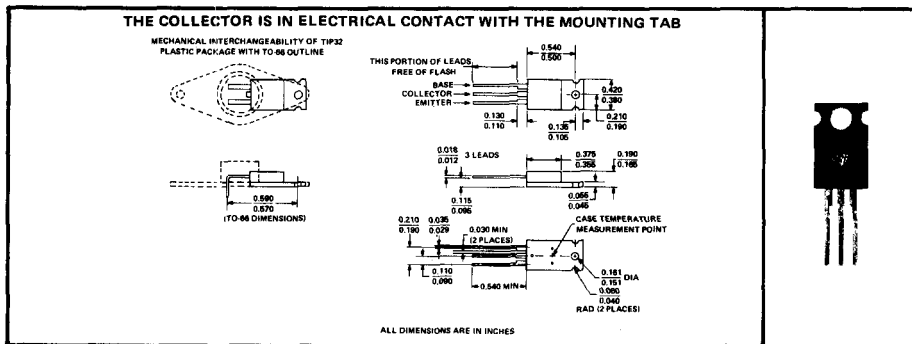 THE COLLECTOR IS IN ELECTRICAL CONTACT WITH THE MOUNTING TAB
MECHANICAL INTERCHANGEABILITY OF TIP32
PLASTIC PACKAGE WITH TO-66 OUTLINE
0.590
0.570
(TO-66 DIMENSIONS)
THIS PORTION OF LEADS
FREE OF FLASH
BASE
COLLECTOR
EMITTER
0.540
0.500
0.420
0.380
0.130
0.110
0.135
0.105
0.210
0.190
0.018
0.012
3 LEADS
0.375
0.355
0.190
0.165
0.115
0.095
0.055
0.045
0.210
0.190
0.035
0.029
0.030 MIN
(2 PLACES)
CASE TEMPERATURE
MEASUREMENT POINT
0.110
0.090
0.540 MIN
0.161
0.151
DIA
0.060
0.040
RAD (2 PLACES)
ALL DIMENSIONS ARE IN INCHES